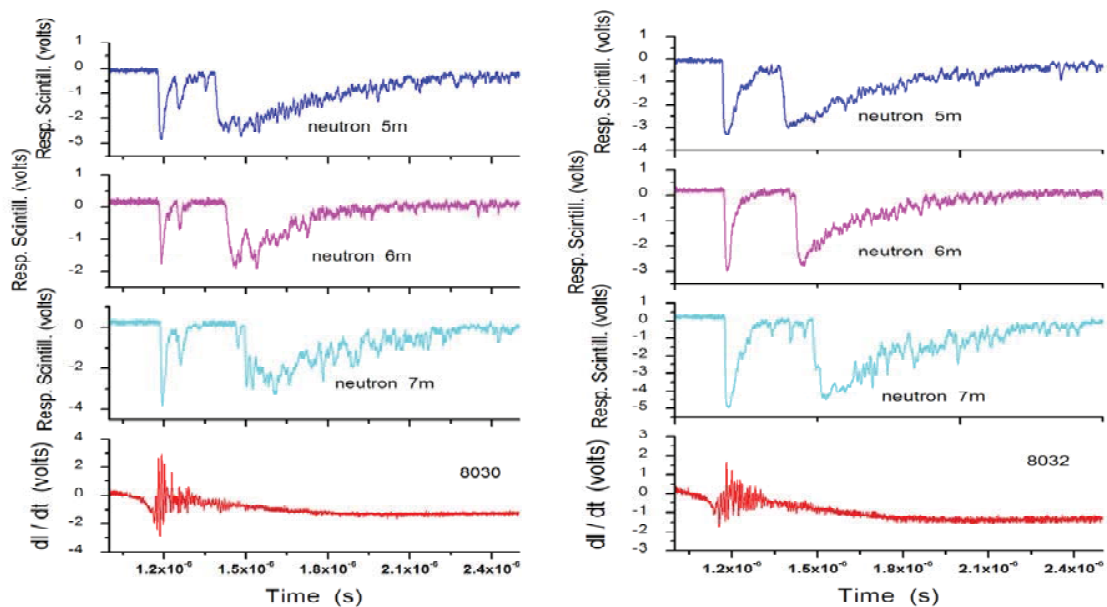 Resp. Scintill. (volts)
1
0
-1
-2
-3
neutron 5m
Resp. Scintill. (volts)
1
0
-1
-2
neutron 6m
Resp. Scintill. (volts)
0
-2
-4
neutron 7m
dI / dt (volts)
4
2
0
-2
-4
8030
1.2x10⁻⁶ 1.5x10⁻⁶ 1.8x10⁻⁶ 2.1x10⁻⁶ 2.4x10⁻⁶
Time (s)
Resp. Scintill. (volts)
1
0
-1
-2
-3
-4
neutron 5m
Resp. Scintill. (volts)
1
0
-1
-2
-3
neutron 6m
Resp. Scintill. (volts)
1
0
-1
-2
-3
-4
-5
neutron 7m
dI / dt (volts)
3
2
1
0
-1
-2
-3
8032
1.2x10⁻⁶ 1.5x10⁻⁶ 1.8x10⁻⁶ 2.1x10⁻⁶ 2.4x10⁻⁶
Time (s)